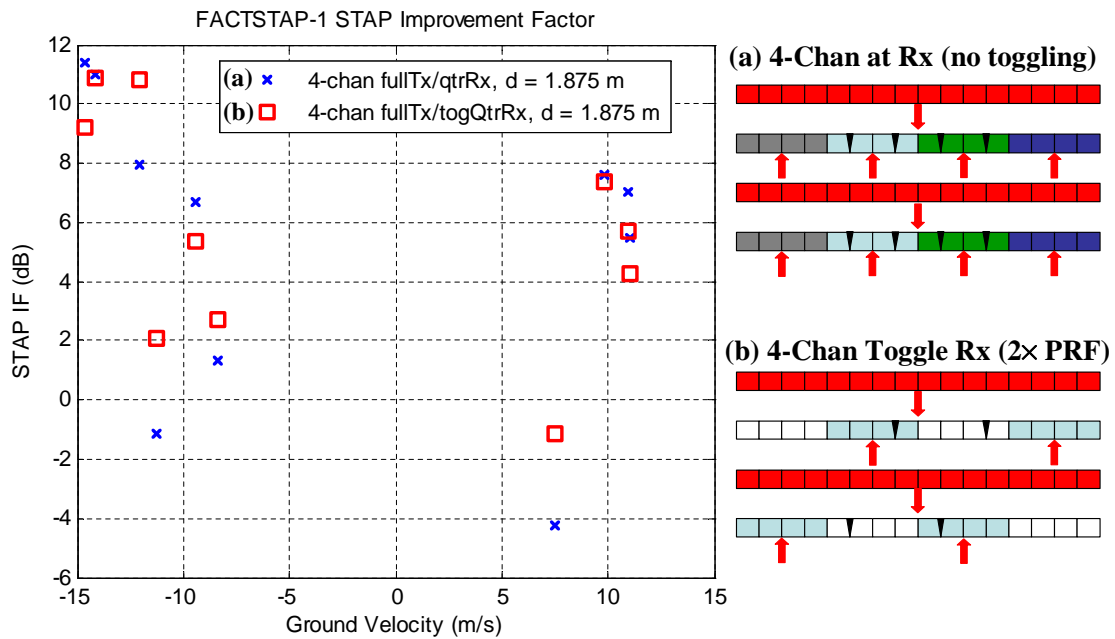 FACTSTAP-1 STAP Improvement Factor
12
10
8
6
4
2
0
-2
-4
-6
STAP IF (dB)
-15
-10
-5
0
5
10
15
Ground Velocity (m/s)
(a) 4-chan fullTx/qtrRx, d = 1.875 m
(b) 4-chan fullTx/togQtrRx, d = 1.875 m
(a) 4-Chan at Rx (no toggling)
(b) 4-Chan Toggle Rx (2× PRF)